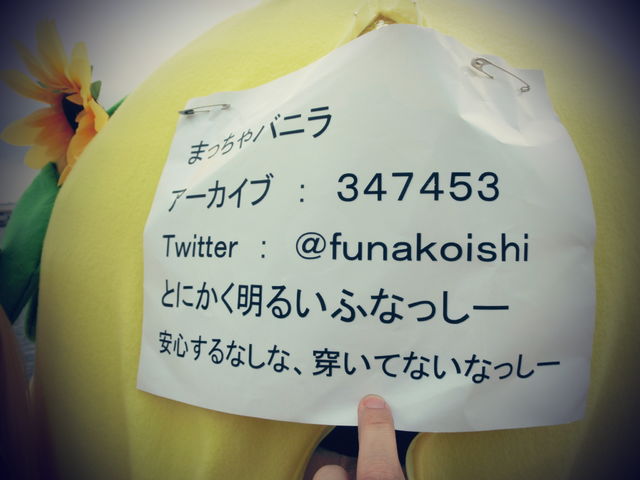 まっちゃバニラ
アーカイブ : 347453
Twitter : @funakoishi
とにかく明るいふなっしー
安心するなしな、穿いてないなっしー